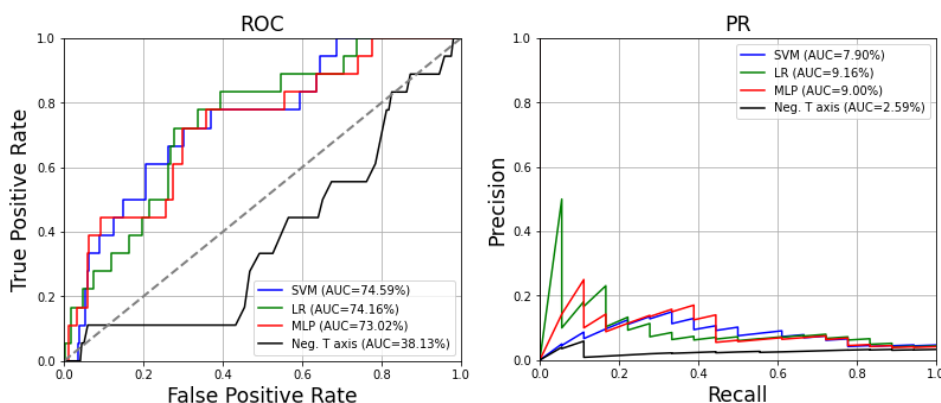 ROC
True Positive Rate
1.0
0.8
0.6
0.4
0.2
0.0
SVM (AUC=74.59%)
LR (AUC=74.16%)
MLP (AUC=73.02%)
Neg. T axis (AUC=38.13%)
0.0 0.2 0.4 0.6 0.8 1.0
False Positive Rate
PR
Precision
1.0
0.8
0.6
0.4
0.2
0.0
SVM (AUC=7.90%)
LR (AUC=9.16%)
MLP (AUC=9.00%)
Neg. T axis (AUC=2.59%)
0.0 0.2 0.4 0.6 0.8 1.0
Recall